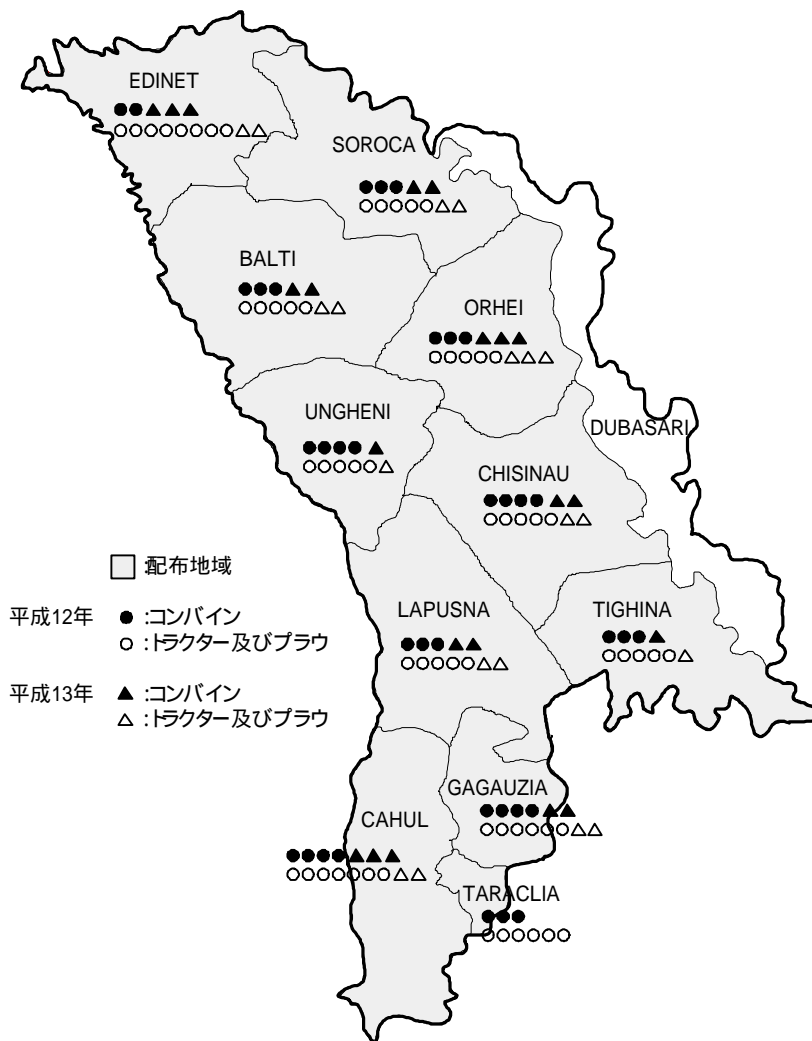 EDINET
SOROCA
BALTI
ORHEI
UNGHENI
DUBASARI
CHISINAU
:配布地域
LAPUSNA
TIGHINA
平成12年 ● :コンバイン
○ :トラクター及びプラウ
平成13年 ▲ :コンバイン
△ :トラクター及びプラウ
GAGAUZIA
CAHUL
TARACLIA